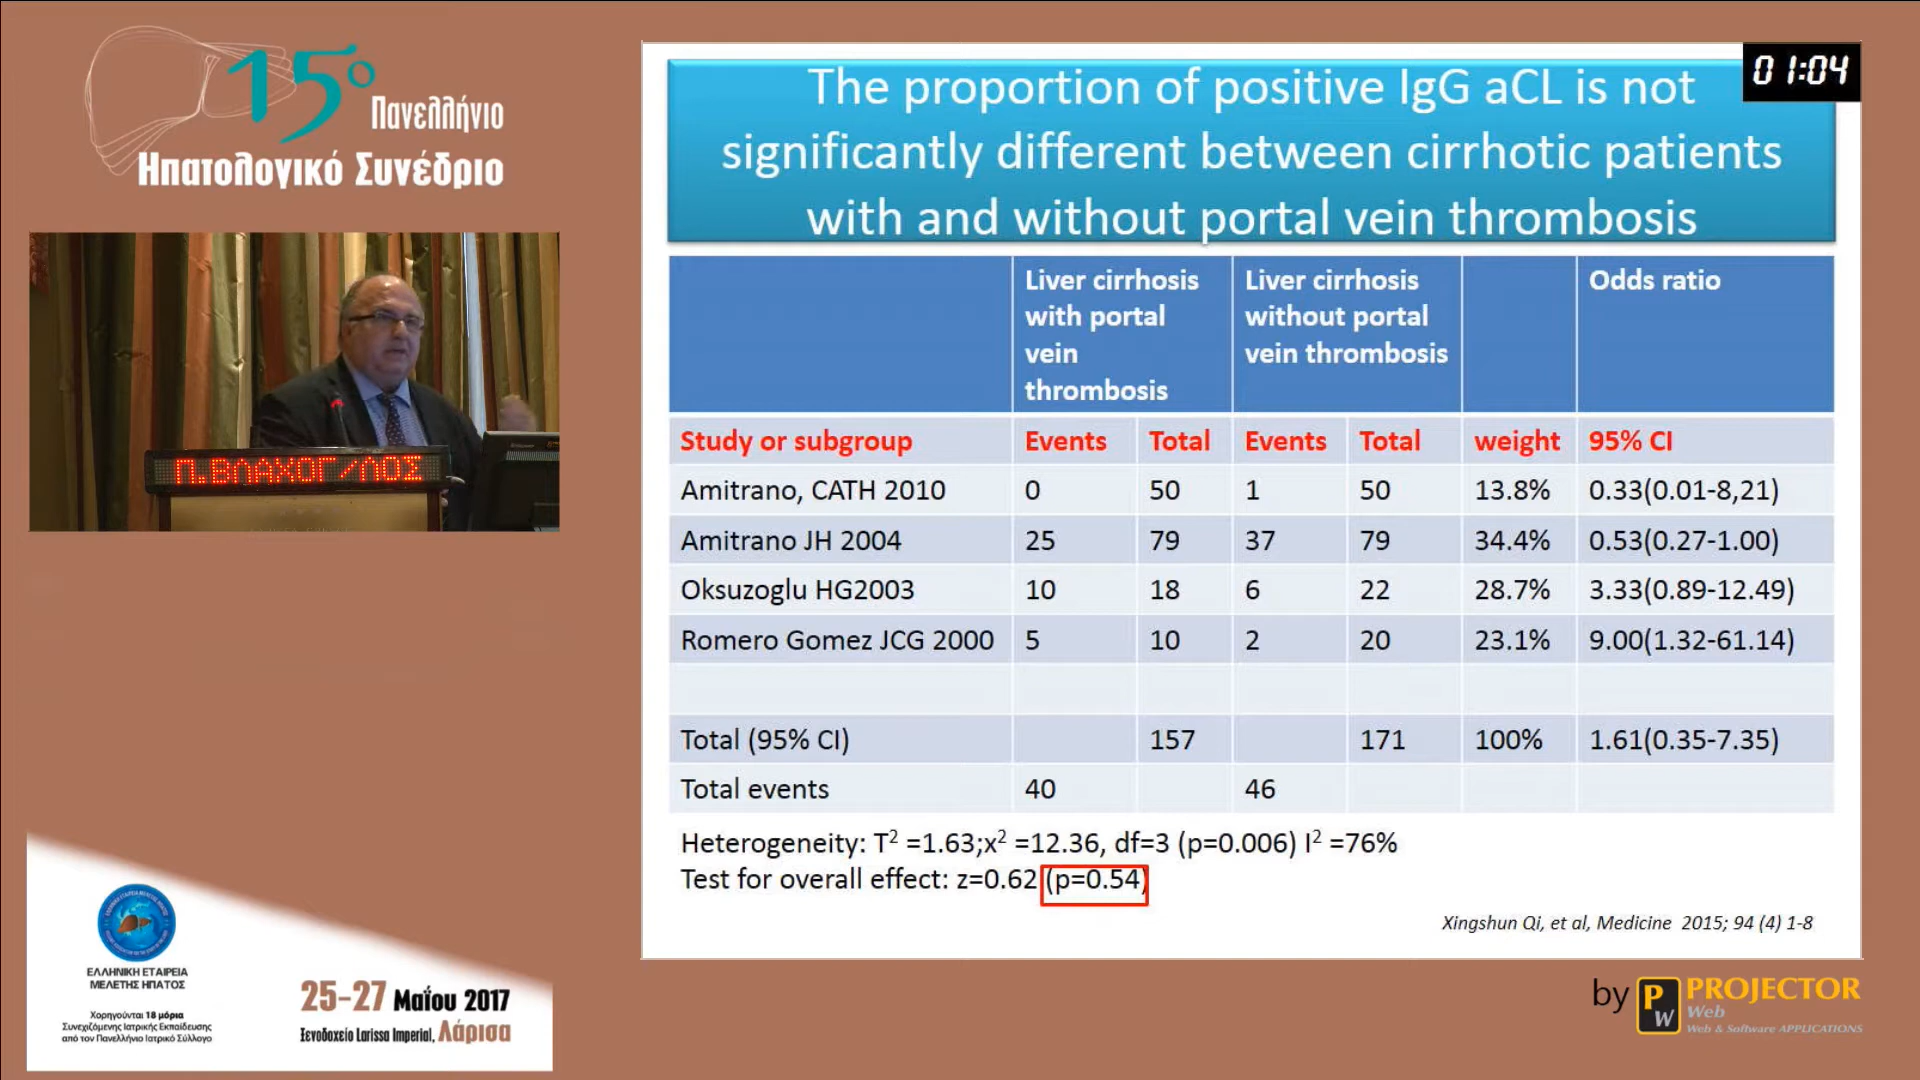 15ο
Πανελλήνιο
Ηπατολογικό Συνέδριο
Π.ΒΛΑΧΟΓ/ΛΟΣ
ΕΛΛΗΝΙΚΗ ΕΤΑΙΡΕΙΑ
ΜΕΛΕΤΗΣ ΗΠΑΤΟΣ
Χορηγούνται 18 μόρια
Συνεχιζόμενης Ιατρικής Εκπαίδευσης
από τον Πανελλήνιο Ιατρικό Σύλλογο
25-27 Μαΐου 2017
Ξενοδοχείο Larissa Imperial, Λάρισα
01:04
The proportion of positive IgG aCL is not
significantly different between cirrhotic patients
with and without portal vein thrombosis
Liver cirrhosis with portal vein thrombosis Liver cirrhosis without portal vein thrombosis Odds ratio
Study or subgroup Events Total Events Total weight 95% CI
Amitrano, CATH 2010 0 50 1 50 13.8% 0.33(0.01-8,21)
Amitrano JH 2004 25 79 37 79 34.4% 0.53(0.27-1.00)
Oksuzoglu HG2003 10 18 6 22 28.7% 3.33(0.89-12.49)
Romero Gomez JCG 2000 5 10 2 20 23.1% 9.00(1.32-61.14)
Total (95% CI) 157 171 100% 1.61(0.35-7.35)
Total events 40 46
Heterogeneity: T² =1.63;x² =12.36, df=3 (p=0.006) I² =76%
Test for overall effect: z=0.62 (p=0.54)
Xingshun Qi, et al, Medicine 2015; 94 (4) 1-8
by PW PROJECTOR
Web
Web & Software APPLICATIONS